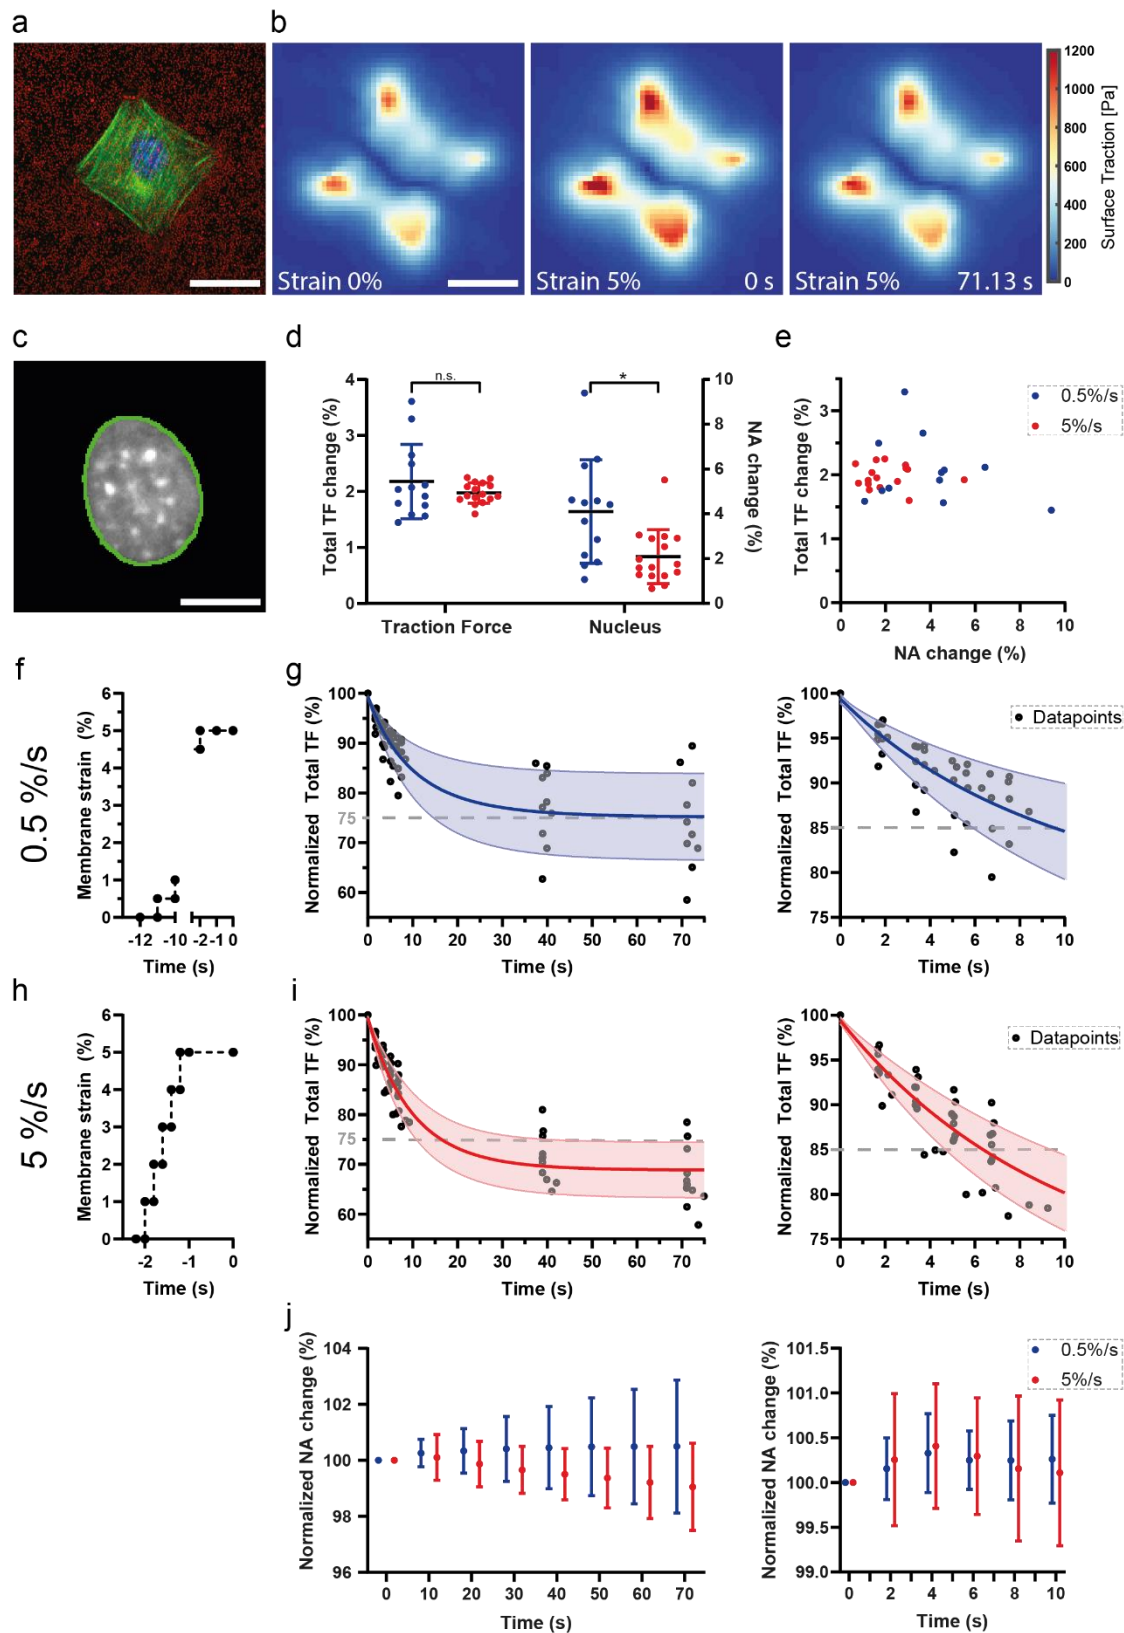 a
b
Strain 0%
Strain 5%
0 s
Strain 5%
71.13 s
1200
1000
800
600
400
200
0
Surface Traction [Pa]
c
d
Total TF change (%)
4
3
2
1
0
n.s.
*
10
8
6
4
2
0
NA change (%)
Traction Force
Nucleus
e
Total TF change (%)
3
2
1
0
0 2 4 6 8 10
NA change (%)
0.5%/s
5%/s
0.5 %/s
f
Membrane strain (%)
6
5
4
3
2
1
0
-12 -10 -2 -1 0
Time (s)
g
Normalized Total TF (%)
100
90
80
75
70
60
0 10 20 30 40 50 60 70
Time (s)
Normalized Total TF (%)
100
95
90
85
80
75
0 2 4 6 8 10
Time (s)
Datapoints
5 %/s
h
Membrane strain (%)
6
5
4
3
2
1
0
-2 -1 0
Time (s)
i
Normalized Total TF (%)
100
90
80
75
70
60
0 10 20 30 40 50 60 70
Time (s)
Normalized Total TF (%)
100
95
90
85
80
75
0 2 4 6 8 10
Time (s)
Datapoints
j
Normalized NA change (%)
104
102
100
98
96
0 10 20 30 40 50 60 70
Time (s)
Normalized NA change (%)
101.5
101.0
100.5
100.0
99.5
99.0
0 2 4 6 8 10
Time (s)
0.5%/s
5%/s